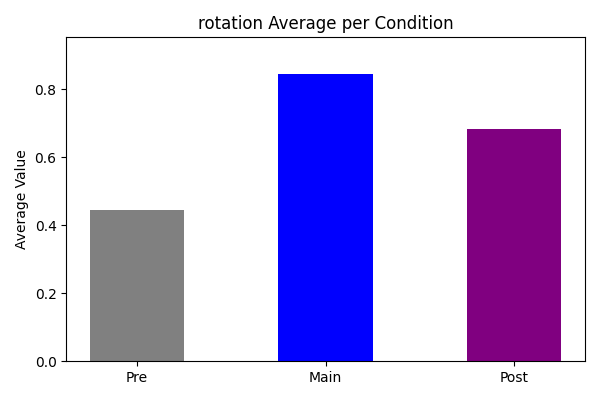 rotation Average per Condition
Average Value
0.8
0.6
0.4
0.2
0.0
Pre
Main
Post